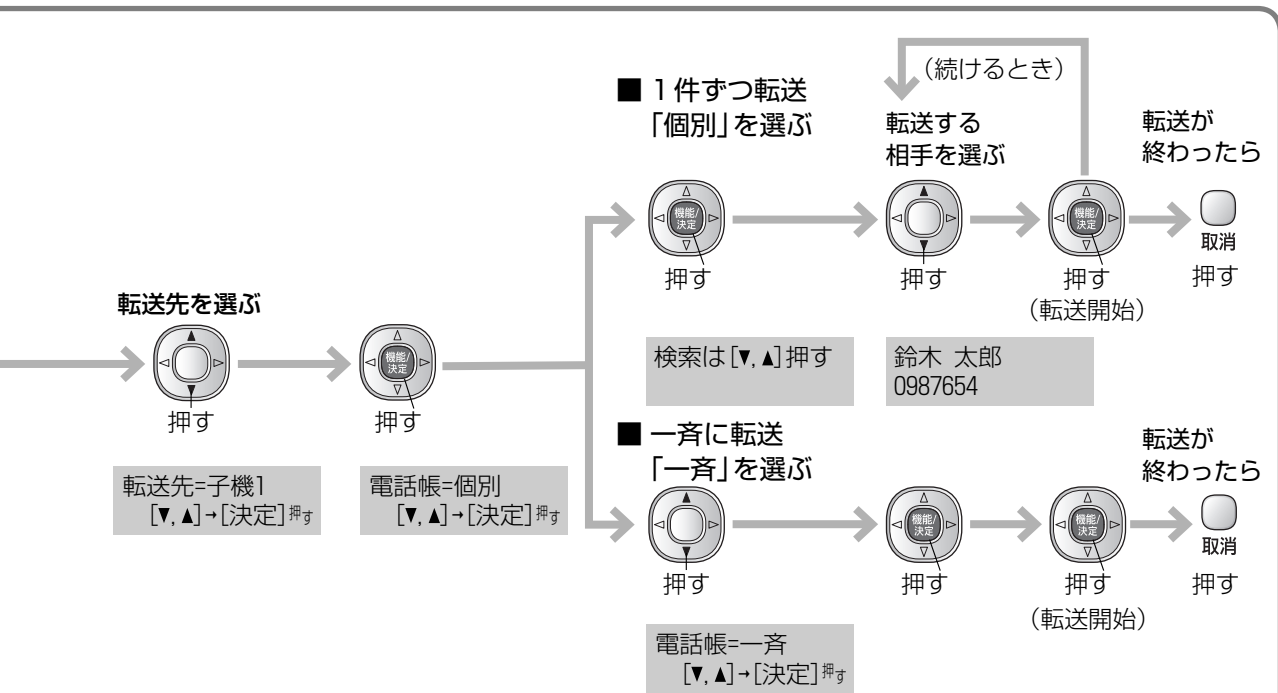 転送先を選ぶ
機能/
決定
押す
押す
転送先=子機1
[▼,▲]→[決定]押す
電話帳=個別
[▼,▲]→[決定]押す
■ 1件ずつ転送
「個別」を選ぶ
機能/
決定
押す
検索は[▼,▲]押す
(続けるとき)
転送する
相手を選ぶ
押す
機能/
決定
押す
(転送開始)
鈴木 太郎
0987654
転送が
終わったら
取消
押す
■ 一斉に転送
「一斉」を選ぶ
押す
電話帳=一斉
[▼,▲]→[決定]押す
機能/
決定
押す
機能/
決定
押す
(転送開始)
転送が
終わったら
取消
押す